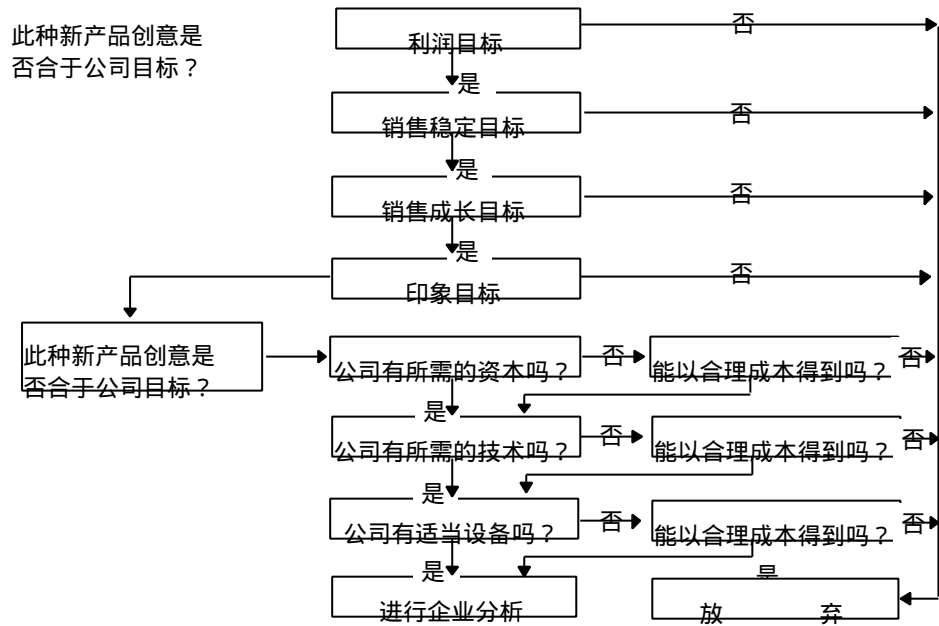 此种新产品创意是
否合于公司目标？
利润目标
否
是
销售稳定目标
否
是
销售成长目标
否
是
印象目标
否
此种新产品创意是
否合于公司目标？
公司有所需的资本吗？
否
能以合理成本得到吗？
否
是
公司有所需的技术吗？
否
能以合理成本得到吗？
否
是
公司有适当设备吗？
否
能以合理成本得到吗？
否
是
是
进行企业分析
放 弃